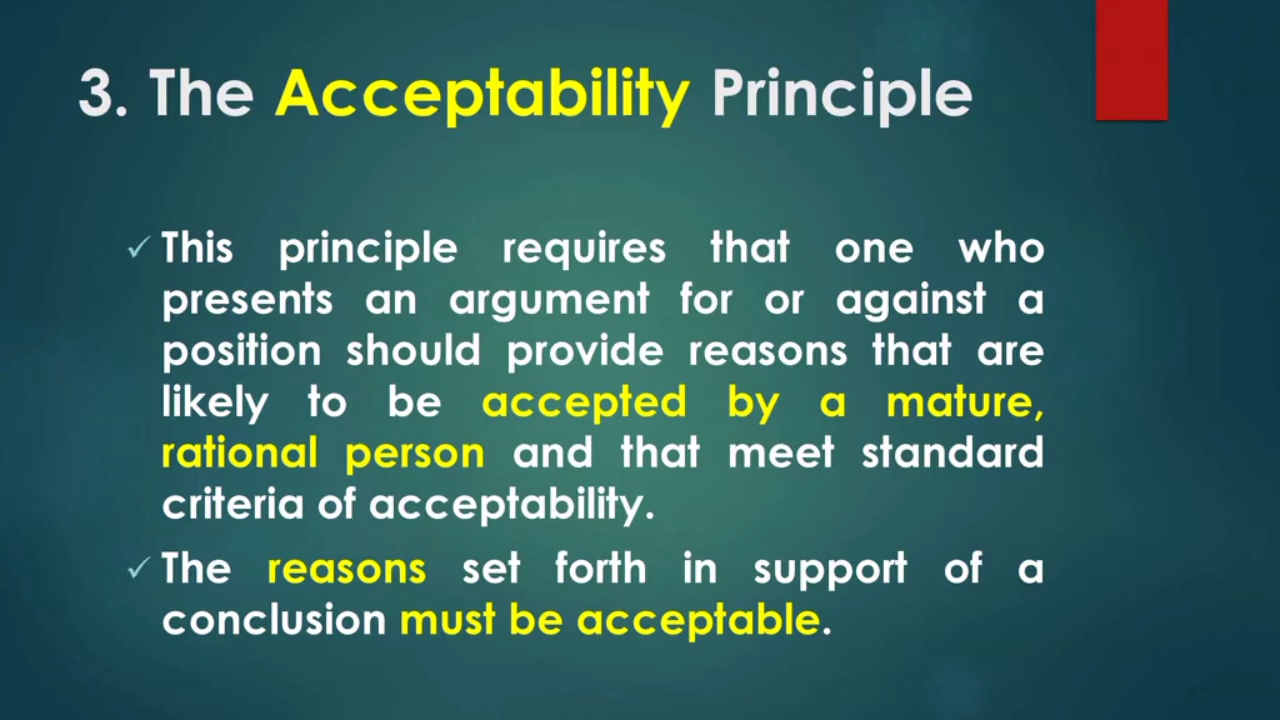 3. The Acceptability Principle
✓ This principle requires that one who
presents an argument for or against a
position should provide reasons that are
likely to be accepted by a mature,
rational person and that meet standard
criteria of acceptability.
✓ The reasons set forth in support of a
conclusion must be acceptable.